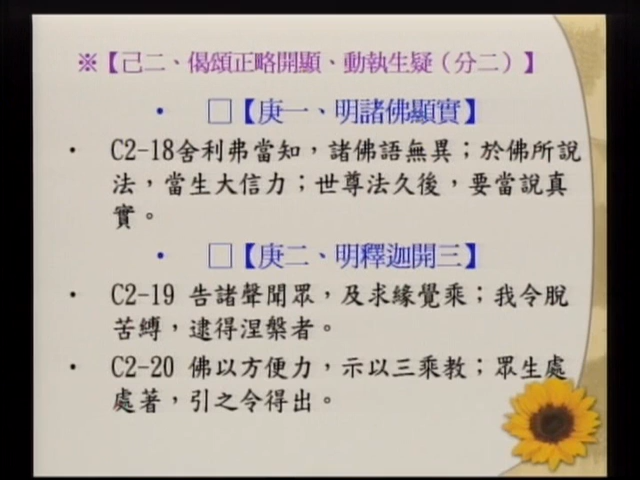 ※【己二、偈頌正略開顯、動執生疑（分二）】
• □【庚一、明諸佛顯實】
• C2-18舍利弗當知，諸佛語無異；於佛所說
法，當生大信力；世尊法久後，要當說真
實。
• □【庚二、明釋迦開三】
• C2-19 告諸聲聞眾，及求緣覺乘；我令脫
苦縛，逮得涅槃者。
• C2-20 佛以方便力，示以三乘教；眾生處
處著，引之令得出。